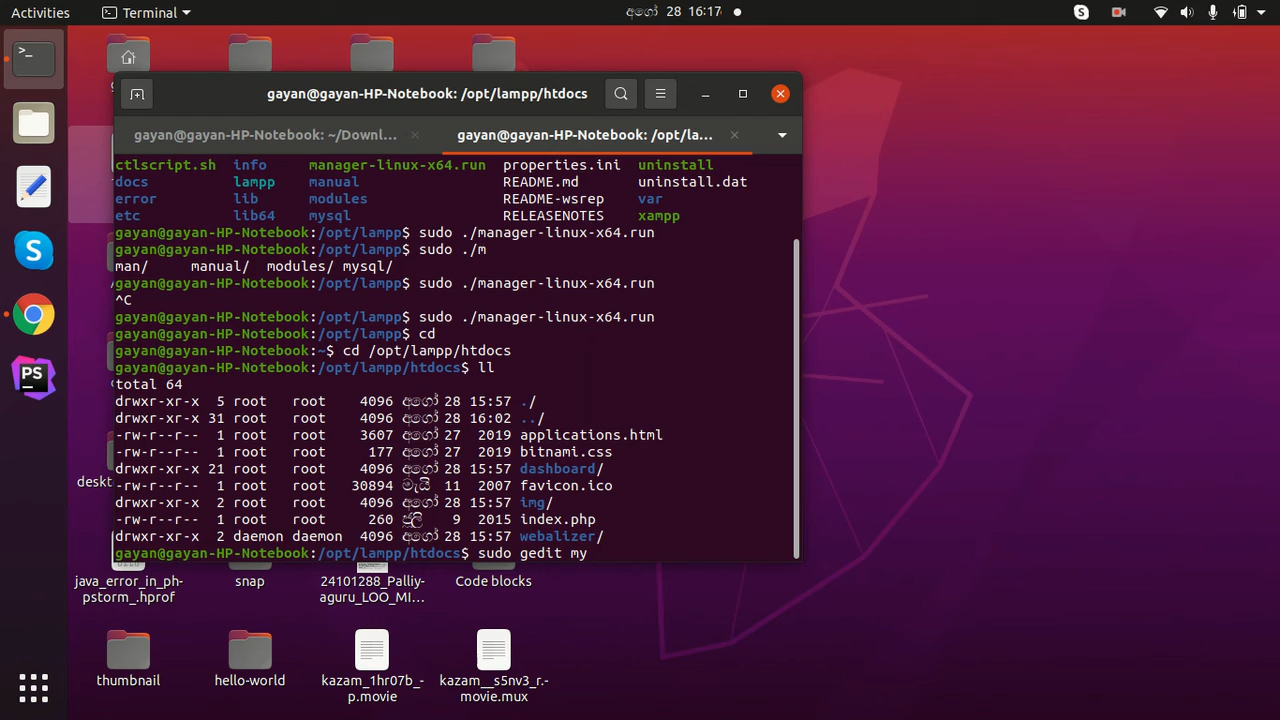 Activities
Terminal
අගෝ 28 16:17
gayan@gayan-HP-Notebook: /opt/lampp/htdocs
gayan@gayan-HP-Notebook: ~/Downl...
gayan@gayan-HP-Notebook: /opt/la...
ctlscript.sh info manager-linux-x64.run properties.ini uninstall
docs lampp manual README.md uninstall.dat
error lib modules README-wsrep var
etc lib64 mysql RELEASENOTES xampp
gayan@gayan-HP-Notebook:/opt/lampp$ sudo ./manager-linux-x64.run
gayan@gayan-HP-Notebook:/opt/lampp$ sudo ./m
man/ manual/ modules/ mysql/
gayan@gayan-HP-Notebook:/opt/lampp$ sudo ./manager-linux-x64.run
^C
gayan@gayan-HP-Notebook:/opt/lampp$ sudo ./manager-linux-x64.run
gayan@gayan-HP-Notebook:/opt/lampp$ cd
gayan@gayan-HP-Notebook:~$ cd /opt/lampp/htdocs
gayan@gayan-HP-Notebook:/opt/lampp/htdocs$ ll
total 64
drwxr-xr-x 5 root root 4096 අගෝ 28 15:57 ./
drwxr-xr-x 31 root root 4096 අගෝ 28 16:02 ../
-rw-r--r-- 1 root root 3607 අගෝ 27 2019 applications.html
-rw-r--r-- 1 root root 177 අගෝ 27 2019 bitnami.css
drwxr-xr-x 21 root root 4096 අගෝ 28 15:57 dashboard/
-rw-r--r-- 1 root root 30894 මැයි 11 2007 favicon.ico
drwxr-xr-x 2 root root 4096 අගෝ 28 15:57 img/
-rw-r--r-- 1 root root 260 ජූලි 9 2015 index.php
drwxr-xr-x 2 daemon daemon 4096 අගෝ 28 15:57 webalizer/
gayan@gayan-HP-Notebook:/opt/lampp/htdocs$ sudo gedit my
PS
java_error_in_ph-
pstorm_.hprof
snap
24101288_Palliy-
aguru_LOO_MI...
Code blocks
thumbnail
hello-world
kazam_1hr07b_-
p.movie
kazam__s5nv3_r.-
movie.mux